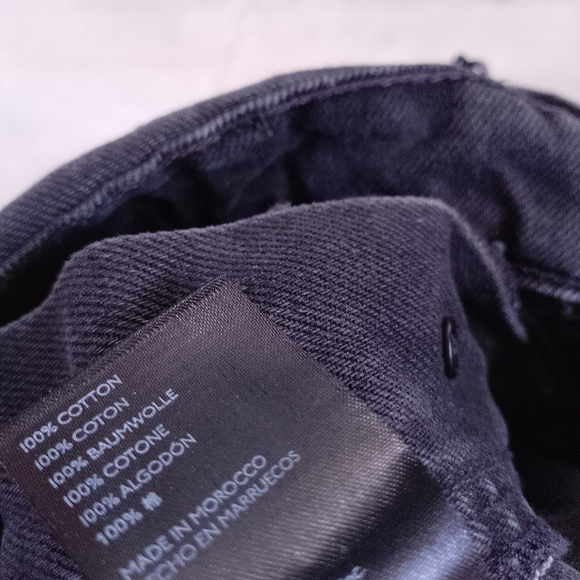 100% COTTON
100% COTON
100% BAUMWOLLE
100% COTONE
100% ALGODÓN
100% 棉
MADE IN MOROCCO
HECHO EN MARRUECOS